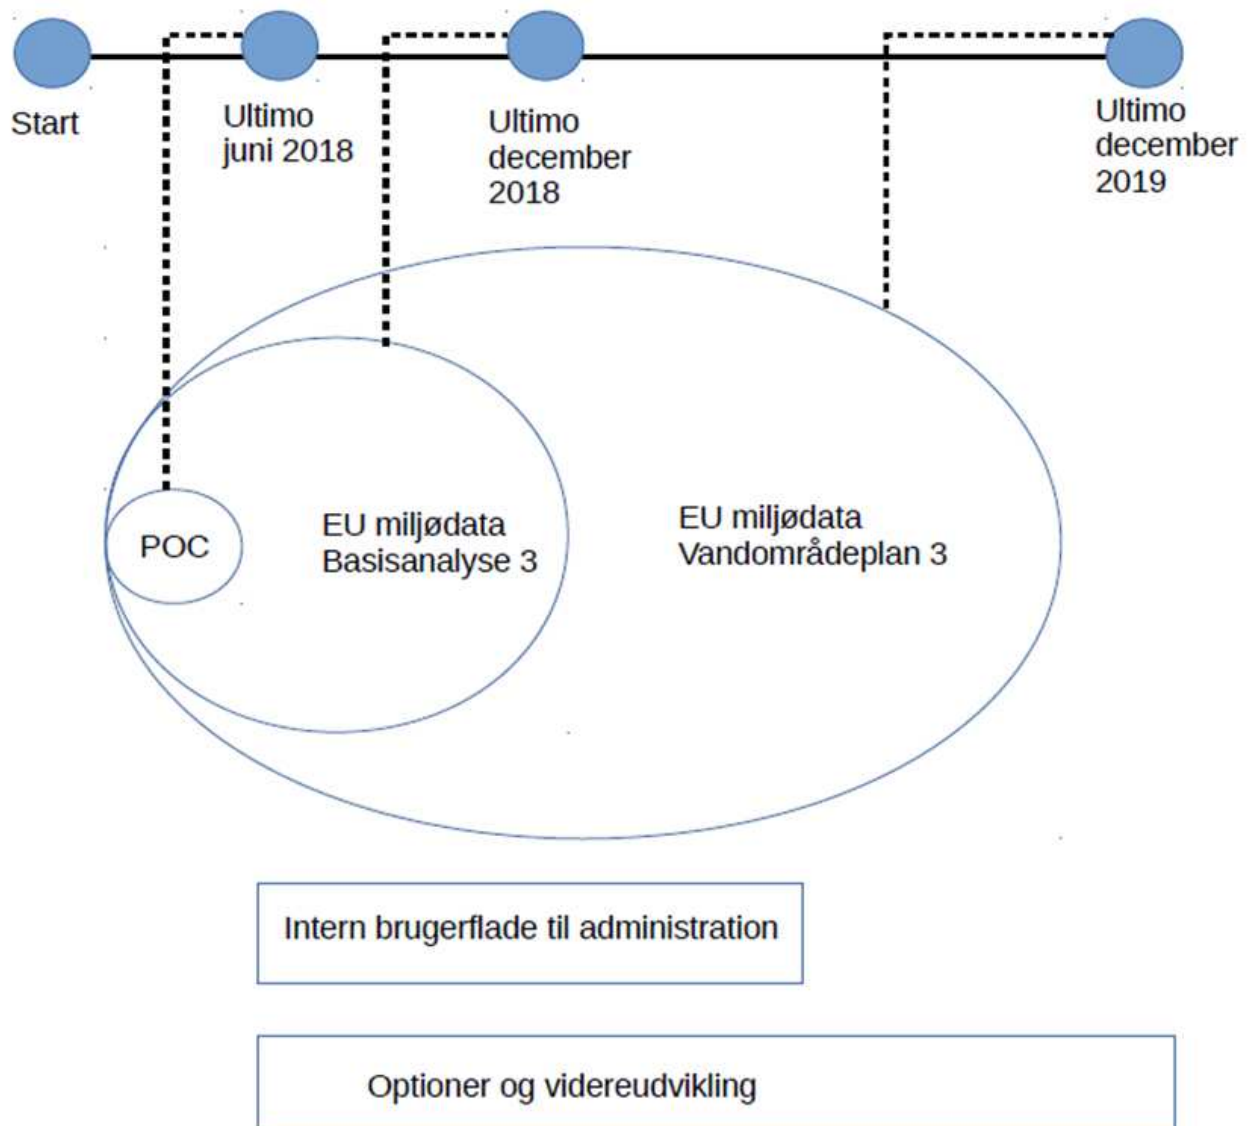 Start
Ultimo
juni 2018
Ultimo
december
2018
Ultimo
december
2019
POC
EU miljødata
Basisanalyse 3
EU miljødata
Vandområdeplan 3
Intern brugerflade til administration
Optioner og videreudvikling